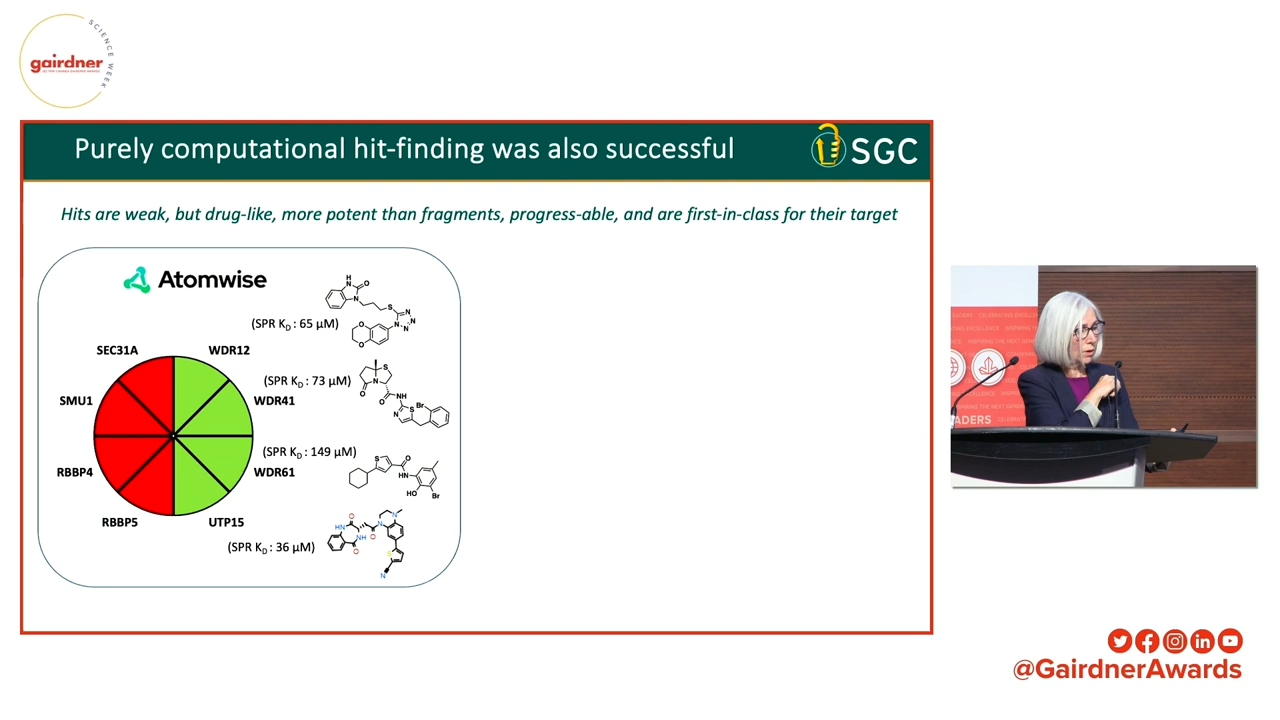 gairdner
SCIENCE WEEK
Purely computational hit-finding was also successful
SGC
Hits are weak, but drug-like, more potent than fragments, progress-able, and are first-in-class for their target
Atomwise
(SPR KD : 65 µM)
SEC31A
WDR12
(SPR KD : 73 µM)
SMU1
WDR41
(SPR KD : 149 µM)
RBBP4
WDR61
RBBP5
UTP15
(SPR KD : 36 µM)
@GairdnerAwards